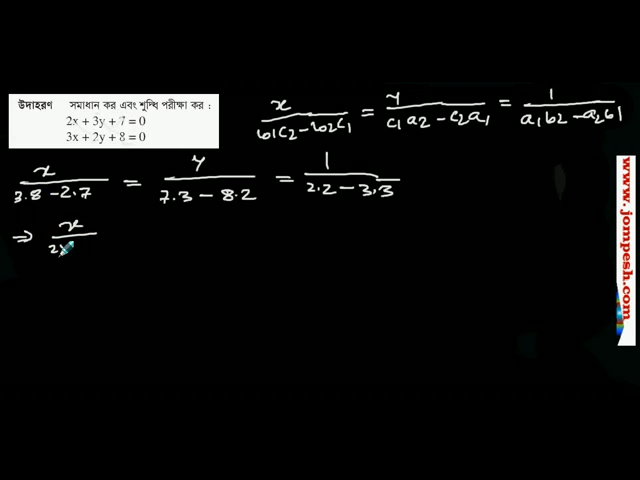 উদাহরণ সমাধান কর এবং শুদ্ধি পরীক্ষা কর :
2x + 3y + 7 = 0
3x + 2y + 8 = 0
x/(b1c2 - b2c1) = y/(c1a2 - c2a1) = 1/(a1b2 - a2b1)
x/(3.8 - 2.7) = y/(7.3 - 8.2) = 1/(2.2 - 3.3)
⇒ x/2
www.jompesh.com